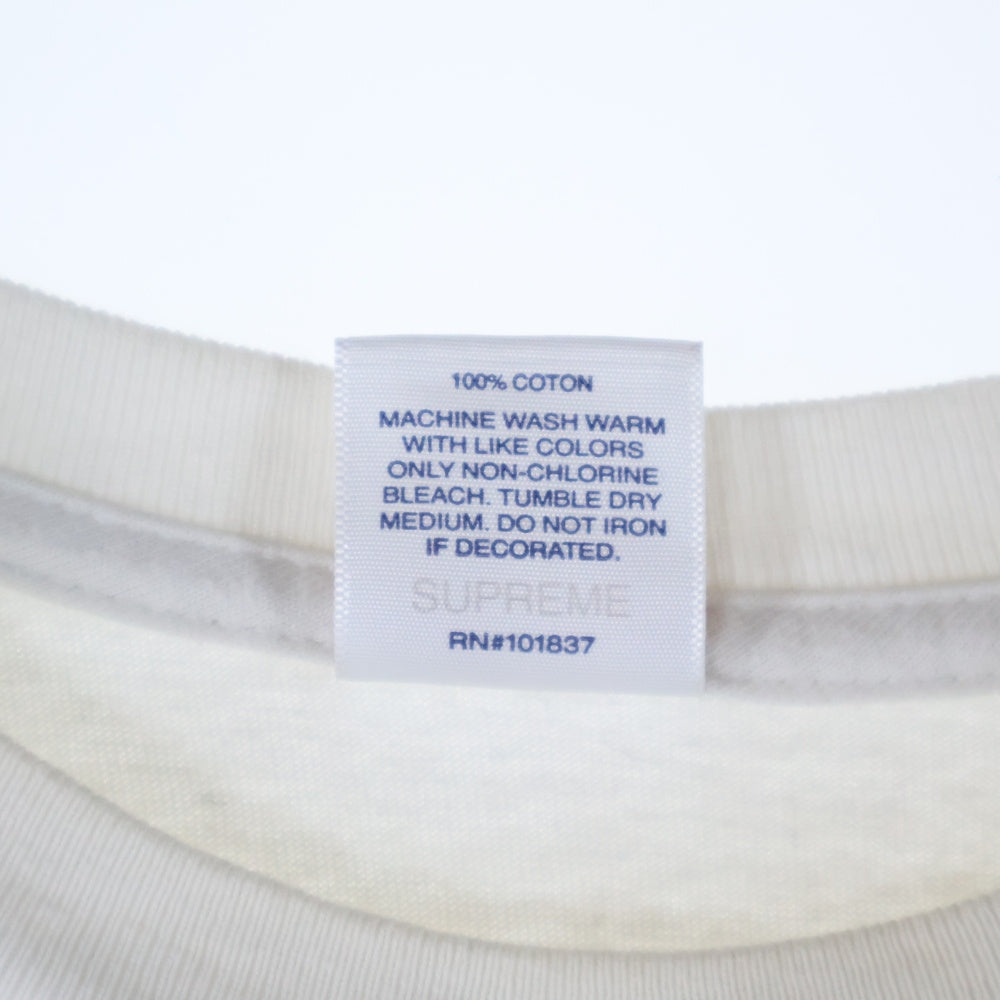 100% COTON
MACHINE WASH WARM
WITH LIKE COLORS
ONLY NON-CHLORINE
BLEACH. TUMBLE DRY
MEDIUM. DO NOT IRON
IF DECORATED.
SUPREME
RN#101837